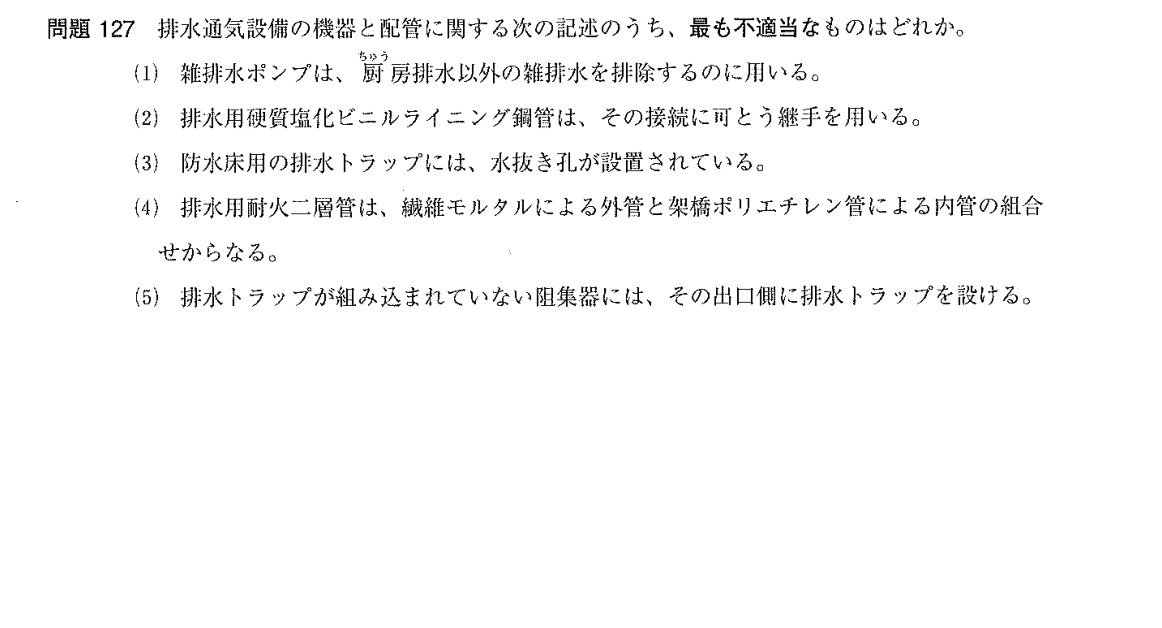 問題 127 排水通気設備の機器と配管に関する次の記述のうち、最も不適当なものはどれか。
ちゅう
(1) 雑排水ポンプは、厨房排水以外の雑排水を排除するのに用いる。
(2) 排水用硬質塩化ビニルライニング鋼管は、その接続に可とう継手を用いる。
(3) 防水床用の排水トラップには、水抜き孔が設置されている。
(4) 排水用耐火二層管は、繊維モルタルによる外管と架橋ポリエチレン管による内管の組合
せからなる。
(5) 排水トラップが組み込まれていない阻集器には、その出口側に排水トラップを設ける。